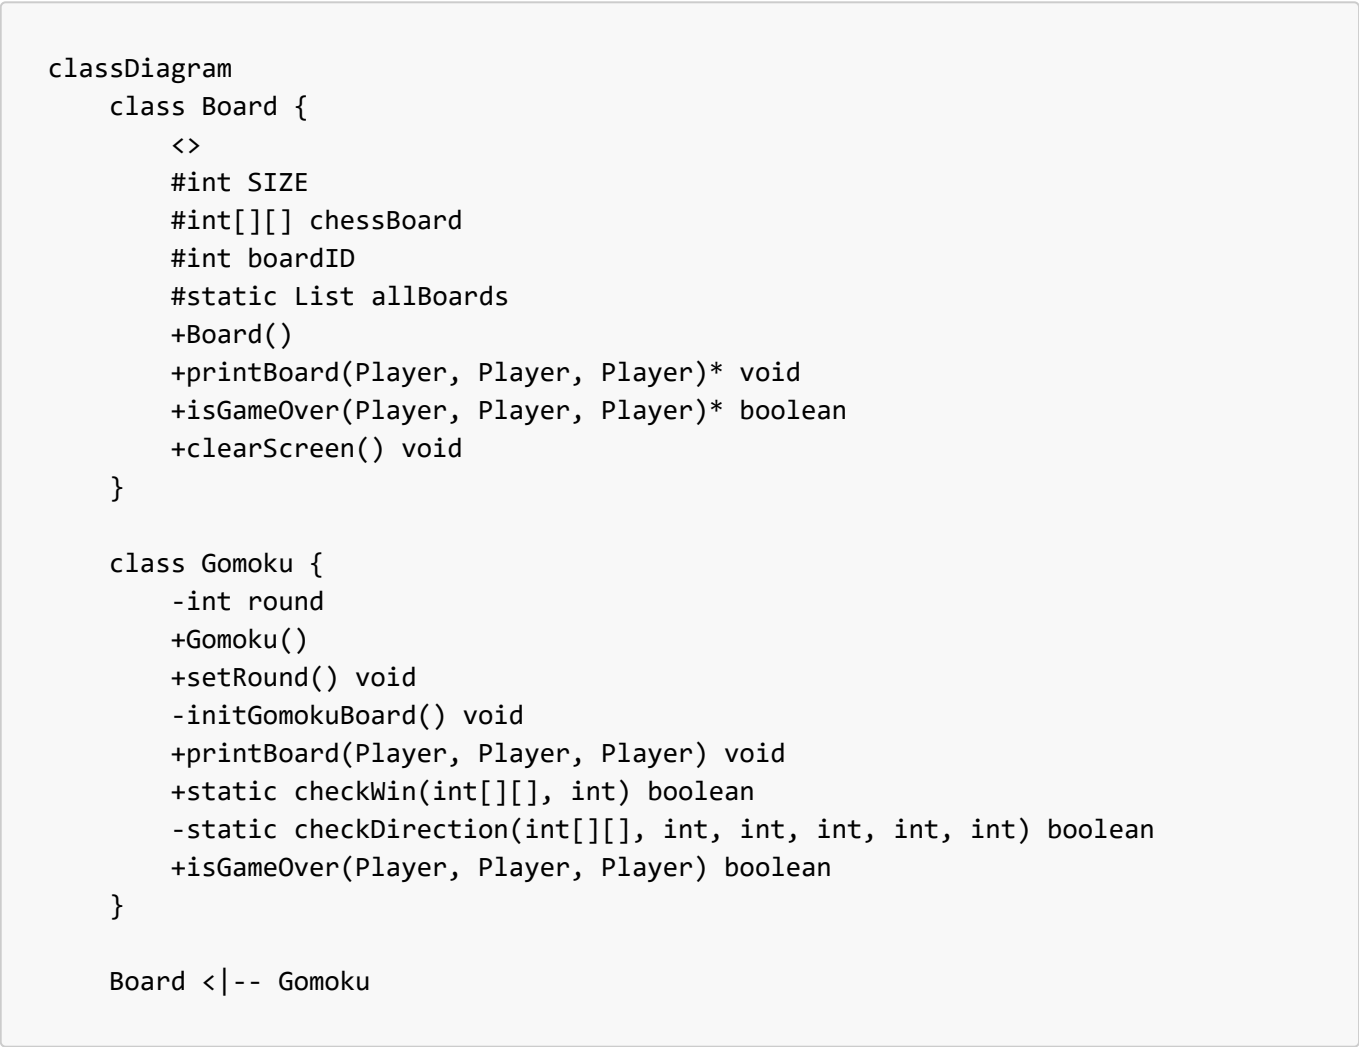 classDiagram
    class Board {
        <>
        #int SIZE
        #int[][] chessBoard
        #int boardID
        #static List allBoards
        +Board()
        +printBoard(Player, Player, Player)* void
        +isGameOver(Player, Player, Player)* boolean
        +clearScreen() void
    }

    class Gomoku {
        -int round
        +Gomoku()
        +setRound() void
        -initGomokuBoard() void
        +printBoard(Player, Player, Player) void
        +static checkWin(int[][], int) boolean
        -static checkDirection(int[][], int, int, int, int, int) boolean
        +isGameOver(Player, Player, Player) boolean
    }

    Board <|-- Gomoku